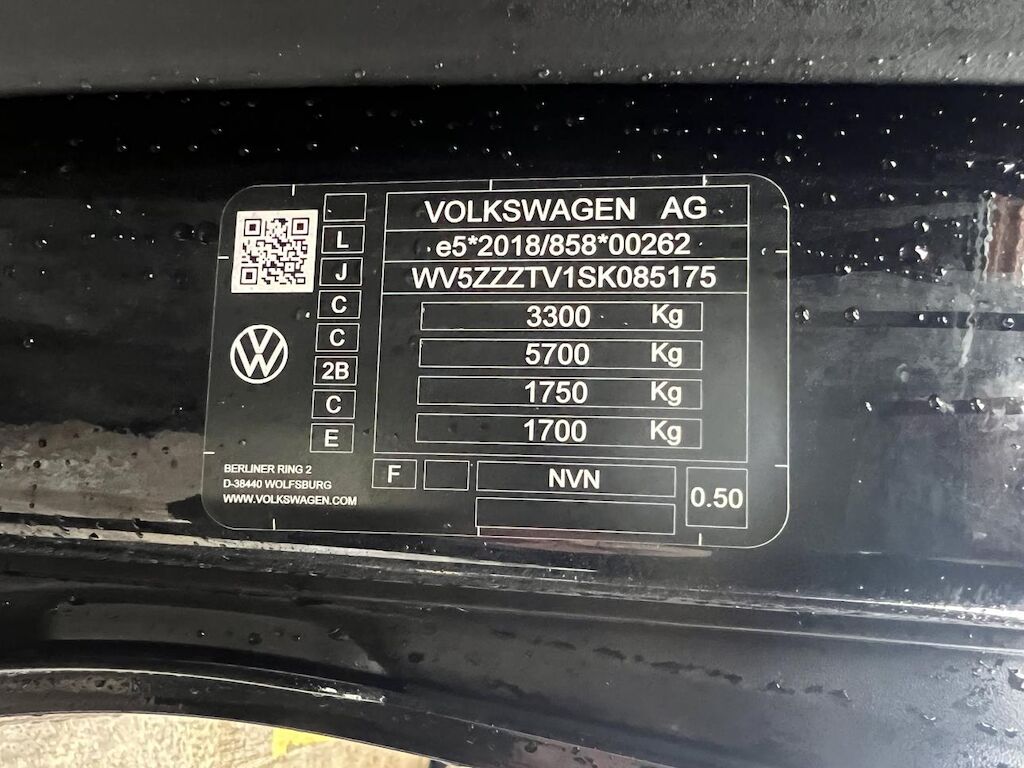 VOLKSWAGEN AG
e5*2018/858*00262
WV5ZZZTV1SK085175
3300 Kg
5700 Kg
1750 Kg
1700 Kg
L
J
C
C
2B
C
E
BERLINER RING 2
D-38440 WOLFSBURG
WWW.VOLKSWAGEN.COM
F
NVN
0.50